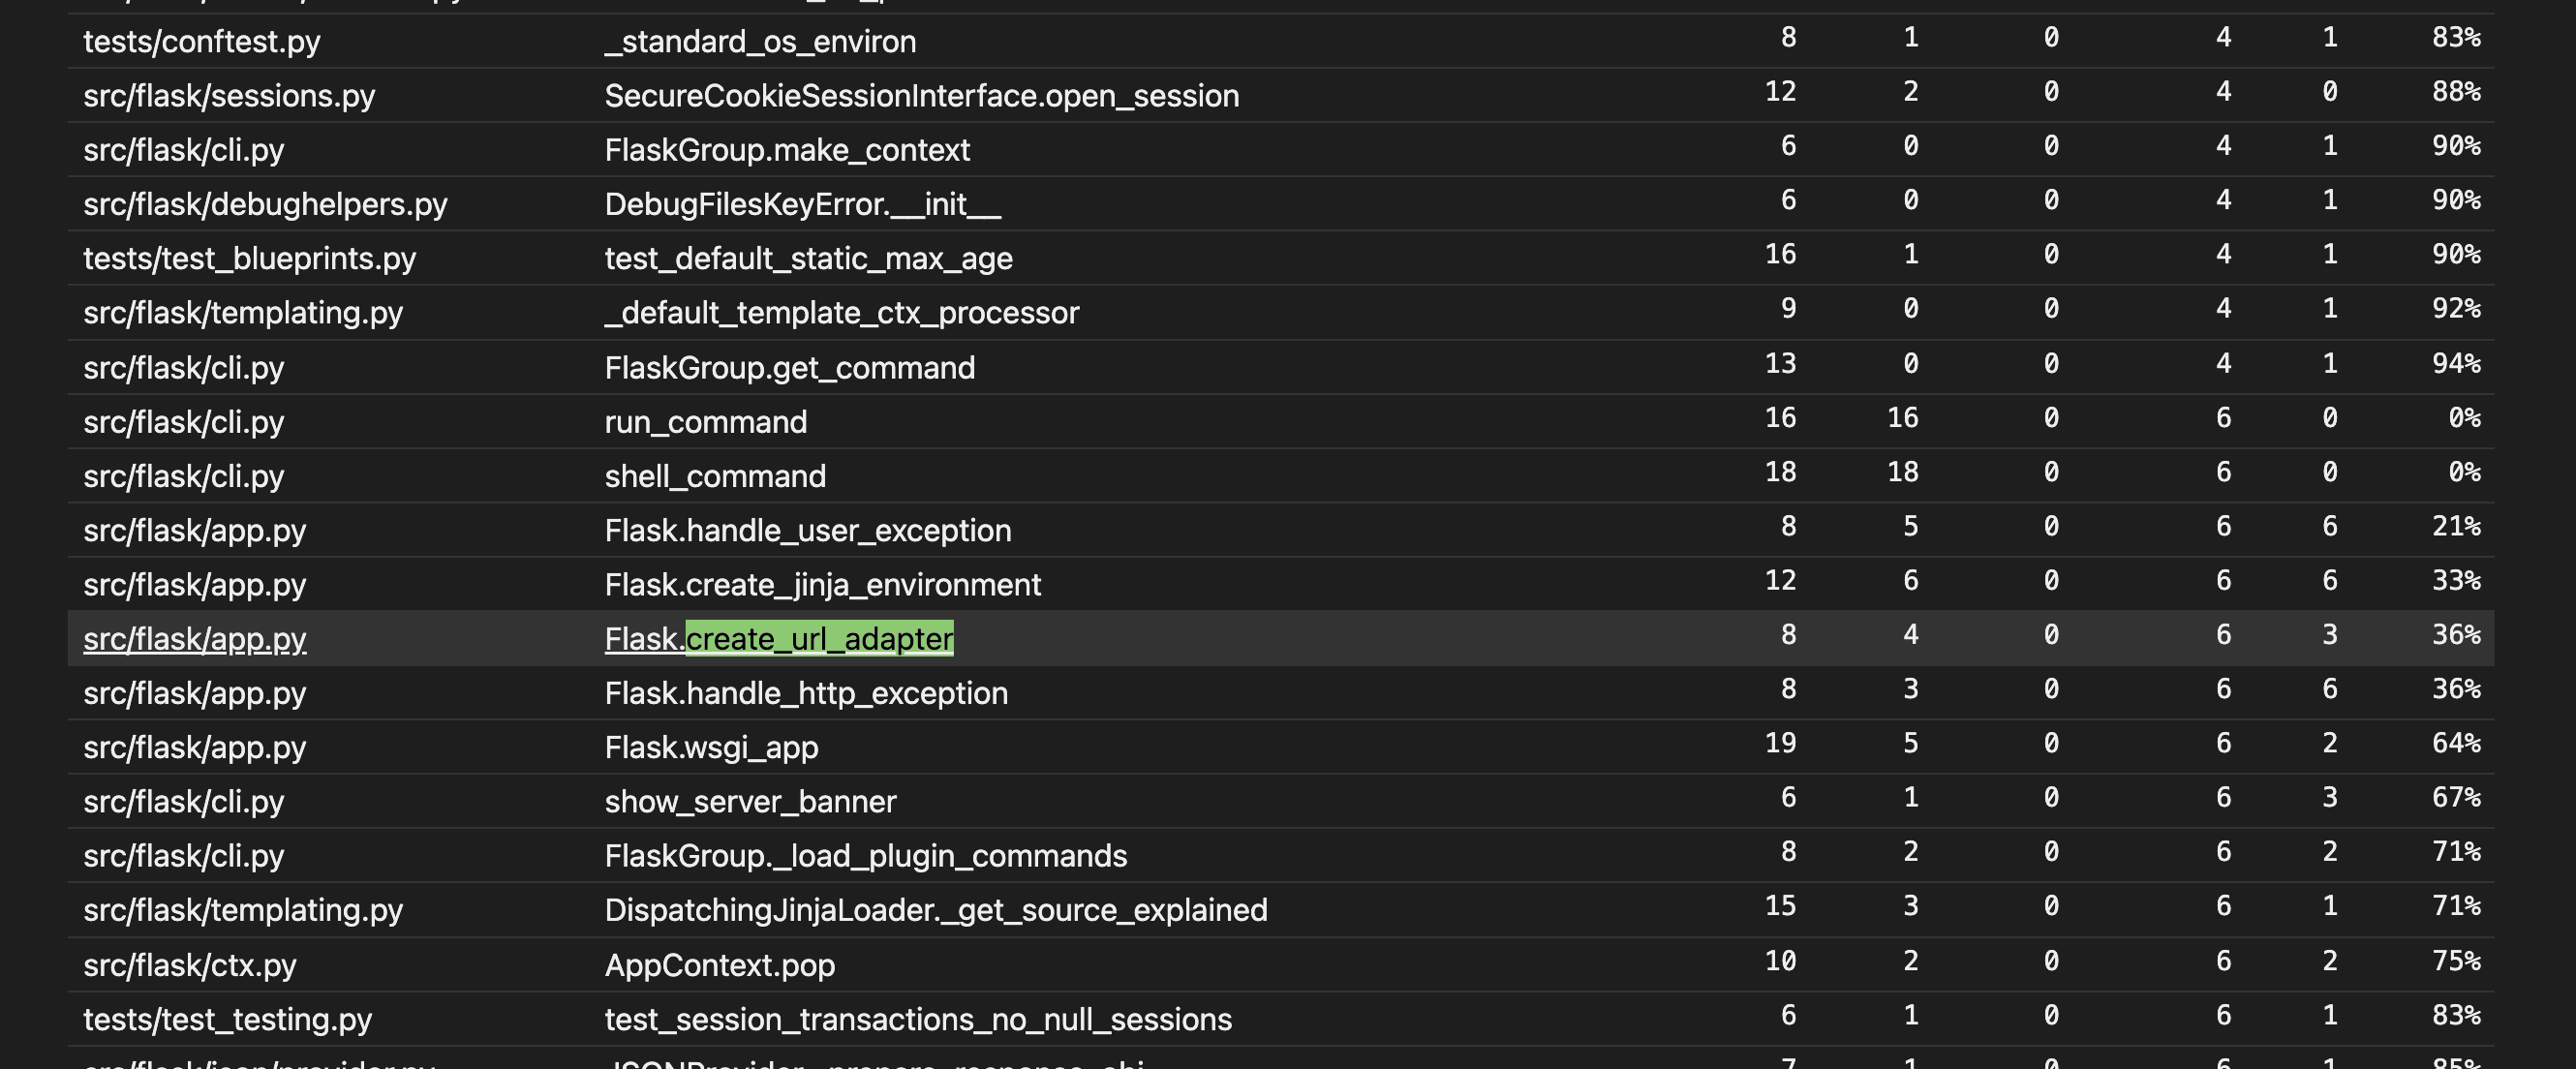 tests/conftest.py _standard_os_environ 8 1 0 4 1 83%
src/flask/sessions.py SecureCookieSessionInterface.open_session 12 2 0 4 0 88%
src/flask/cli.py FlaskGroup.make_context 6 0 0 4 1 90%
src/flask/debughelpers.py DebugFilesKeyError.__init__ 6 0 0 4 1 90%
tests/test_blueprints.py test_default_static_max_age 16 1 0 4 1 90%
src/flask/templating.py _default_template_ctx_processor 9 0 0 4 1 92%
src/flask/cli.py FlaskGroup.get_command 13 0 0 4 1 94%
src/flask/cli.py run_command 16 16 0 6 0 0%
src/flask/cli.py shell_command 18 18 0 6 0 0%
src/flask/app.py Flask.handle_user_exception 8 5 0 6 6 21%
src/flask/app.py Flask.create_jinja_environment 12 6 0 6 6 33%
src/flask/app.py Flask.create_url_adapter 8 4 0 6 3 36%
src/flask/app.py Flask.handle_http_exception 8 3 0 6 6 36%
src/flask/app.py Flask.wsgi_app 19 5 0 6 2 64%
src/flask/cli.py show_server_banner 6 1 0 6 3 67%
src/flask/cli.py FlaskGroup._load_plugin_commands 8 2 0 6 2 71%
src/flask/templating.py DispatchingJinjaLoader._get_source_explained 15 3 0 6 1 71%
src/flask/ctx.py AppContext.pop 10 2 0 6 2 75%
tests/test_testing.py test_session_transactions_no_null_sessions 6 1 0 6 1 83%
src/flask/json/provider.py JSONProvider._prepare_response_obj 7 1 0 6 1 85%